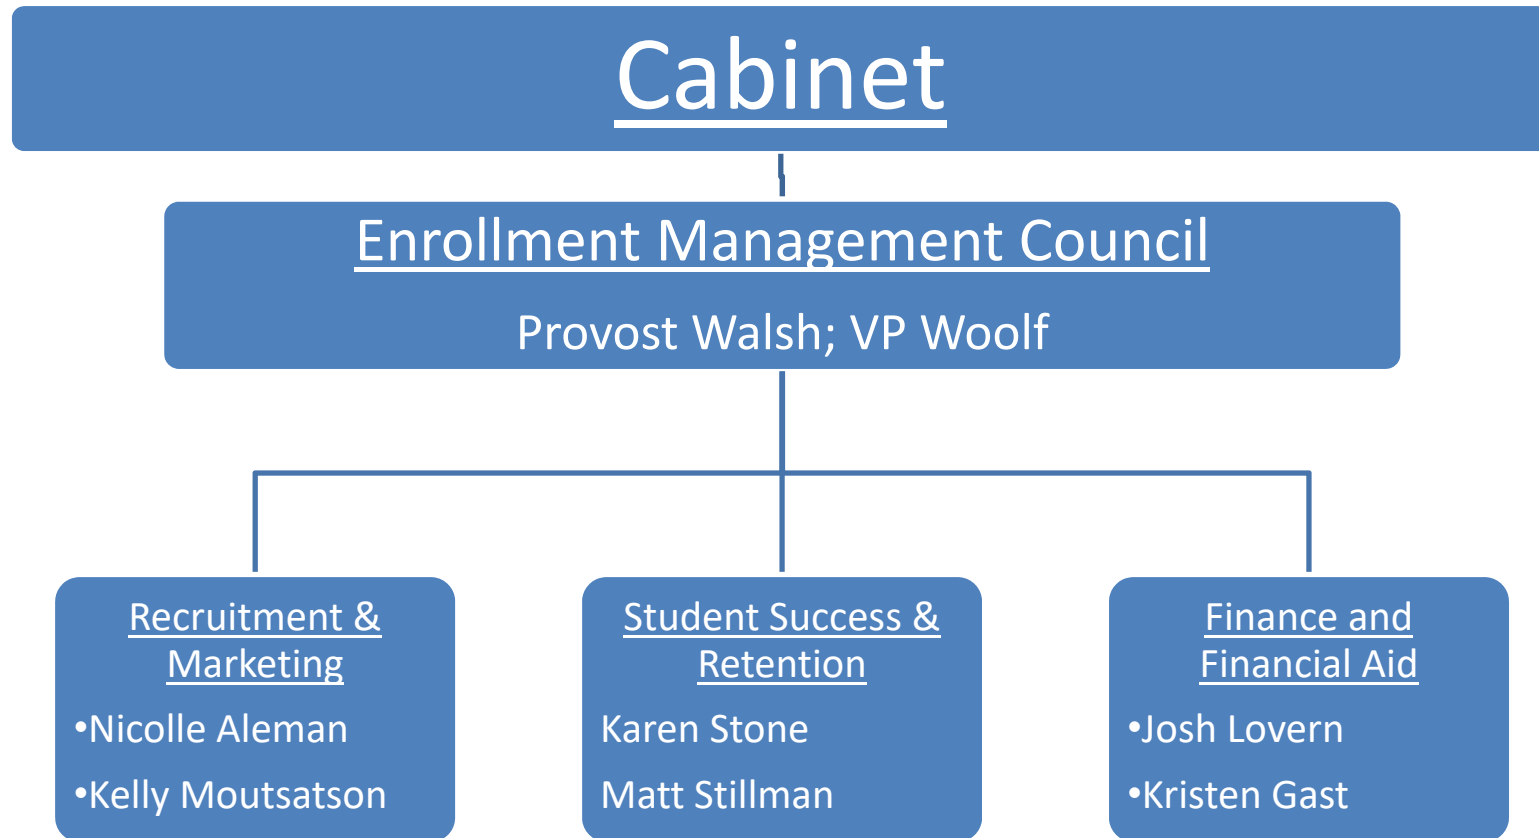 Cabinet
Enrollment Management Council
Provost Walsh; VP Woolf
Recruitment &
Marketing
•Nicolle Aleman
•Kelly Moutsatson
Student Success &
Retention
Karen Stone
Matt Stillman
Finance and
Financial Aid
•Josh Lovern
•Kristen Gast